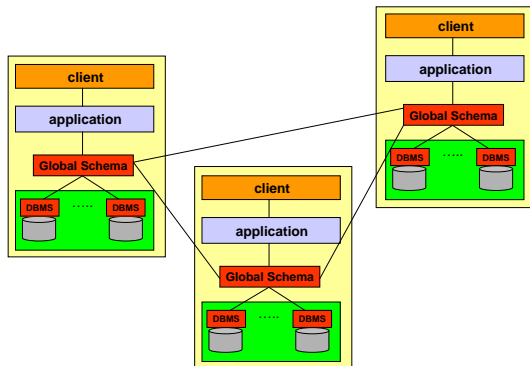 client
application
Global Schema
DBMS ..... DBMS
client
application
Global Schema
DBMS ..... DBMS
client
application
Global Schema
DBMS ..... DBMS